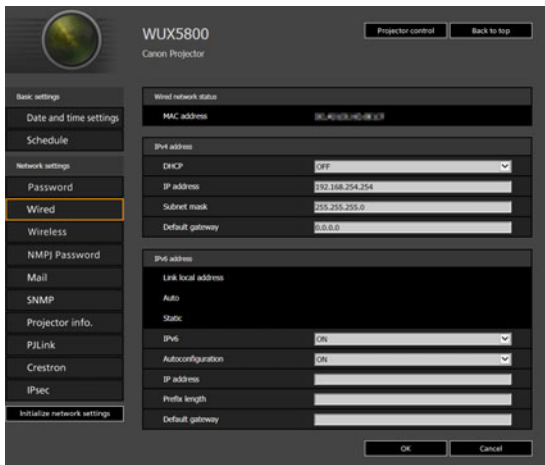 WUX5800
Canon Projector
Projector control
Back to top
Basic settings
Date and time settings
Schedule
Network settings
Password
Wired
Wireless
NMPJ Password
Mail
SNMP
Projector info.
PJLink
Crestron
IPsec
Initialize network settings
Wired network status
MAC address
IPv4 address
DHCP OFF
IP address 192.168.254.254
Subnet mask 255.255.255.0
Default gateway 0.0.0.0
IPv6 address
Link local address
Auto
Static
IPv6 ON
Autoconfiguration ON
IP address
Prefix length
Default gateway
OK Cancel